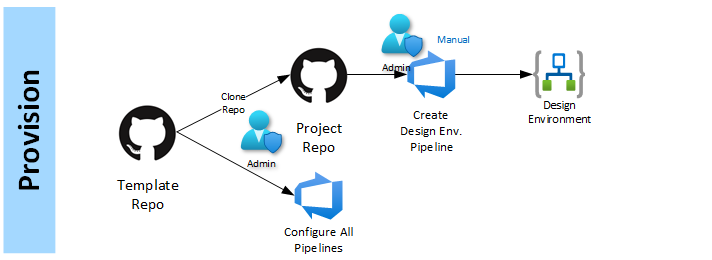 Provision
Manual
Admin
Clone
Repo
Project
Repo
Create
Design Env.
Pipeline
Design
Environment
Admin
Template
Repo
Configure All
Pipelines